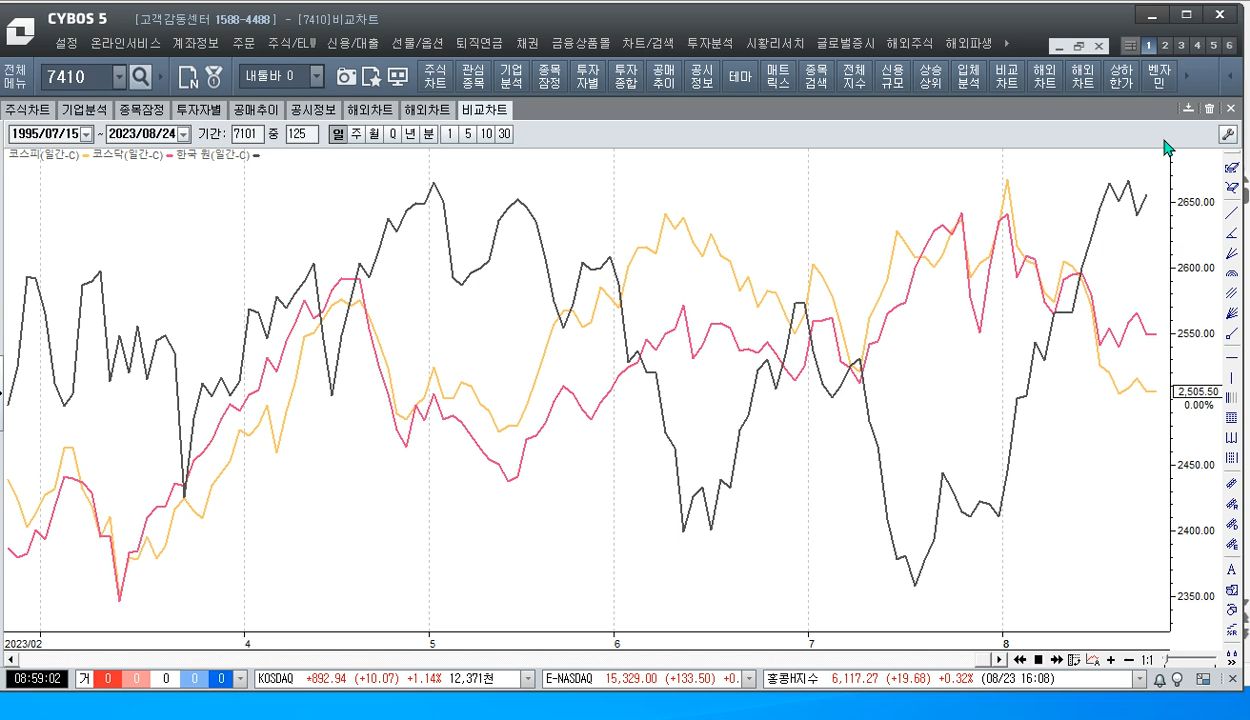 CYBOS 5 [고객감동센터 1588-4488 ] - [7410]비교차트
설정 온라인서비스 계좌정보 주문 주식/ELW 신용/대출 선물/옵션 퇴직연금 채권 금융상품몰 차트/검색 투자분석 시황리서치 글로벌증시 해외주식 해외파생 1 2 3 4 5 6
전체 메뉴 7410 내툴바 0 주식 차트 관심 종목 기업 분석 종목 잠정 투자 자별 투자 종합 공매 추이 공시 정보 테마 매트 릭스 종목 검색 전체 지수 신용 규모 상승 상위 입체 분석 비교 차트 해외 차트 해외 차트 상하 한가 벤자 민
주식차트 기업분석 종목잠정 투자자별 공매추이 공시정보 해외차트 해외차트 비교차트
1995/07/15 ~ 2023/08/24 기간: 7101 중 125 일 주 월 Q 년 분 1 5 10 30
코스피(일간-C) 코스닥(일간-C) 한국 원(일간-C)
2650.00
2600.00
2550.00
2,505.50
0.00%
2450.00
2400.00
2350.00
2023/02 4 5 6 7 8
1:1
08:59:02 거 0 0 0 0 0 KOSDAQ +892.94 (+10.07) +1.14% 12,371천 E-NASDAQ 15,329.00 (+133.50) +0. 홍콩H지수 6,117.27 (+19.68) +0.32% (08/23 16:08)